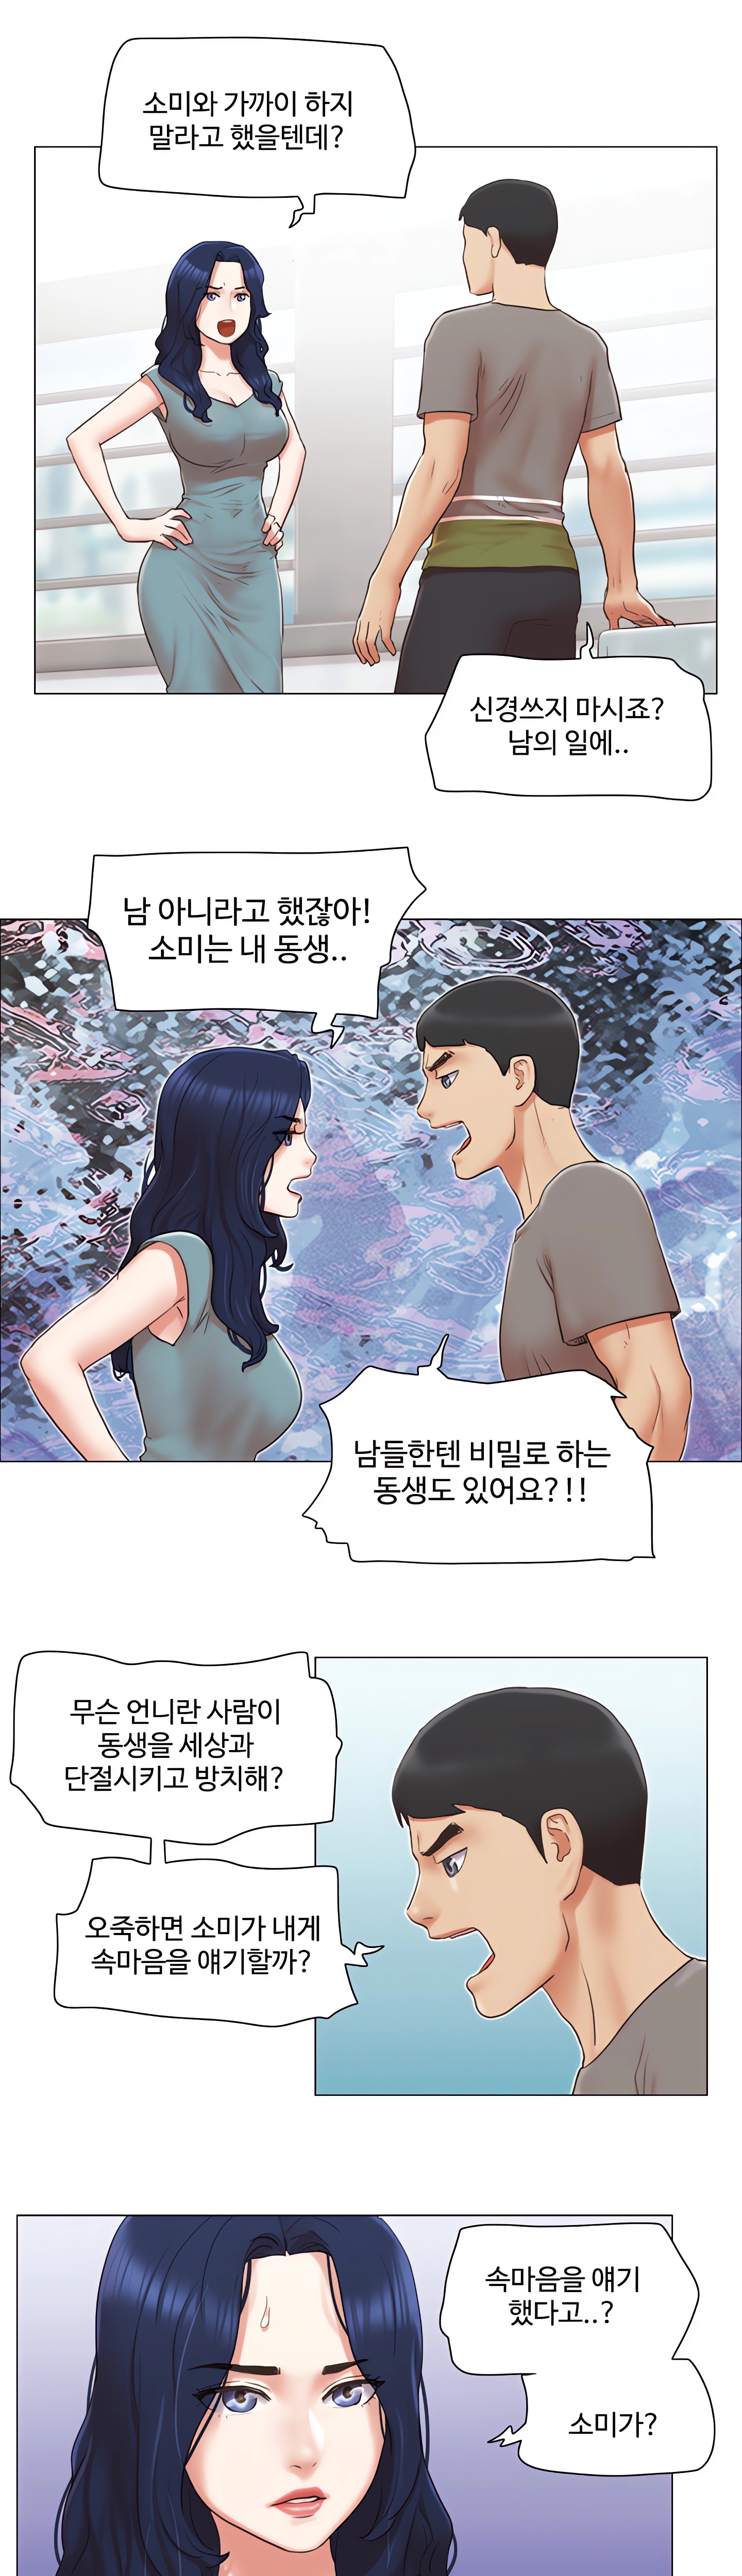 소미와 가까이 하지
말라고 했을텐데?
신경쓰지 마시죠?
남의 일에..
남 아니라고 했잖아!
소미는 내 동생..
남들한텐 비밀로 하는
동생도 있어요?!!
무슨 언니란 사람이
동생을 세상과
단절시키고 방치해?
오죽하면 소미가 내게
속마음을 얘기할까?
속마음을 얘기
했다고..?
소미가?